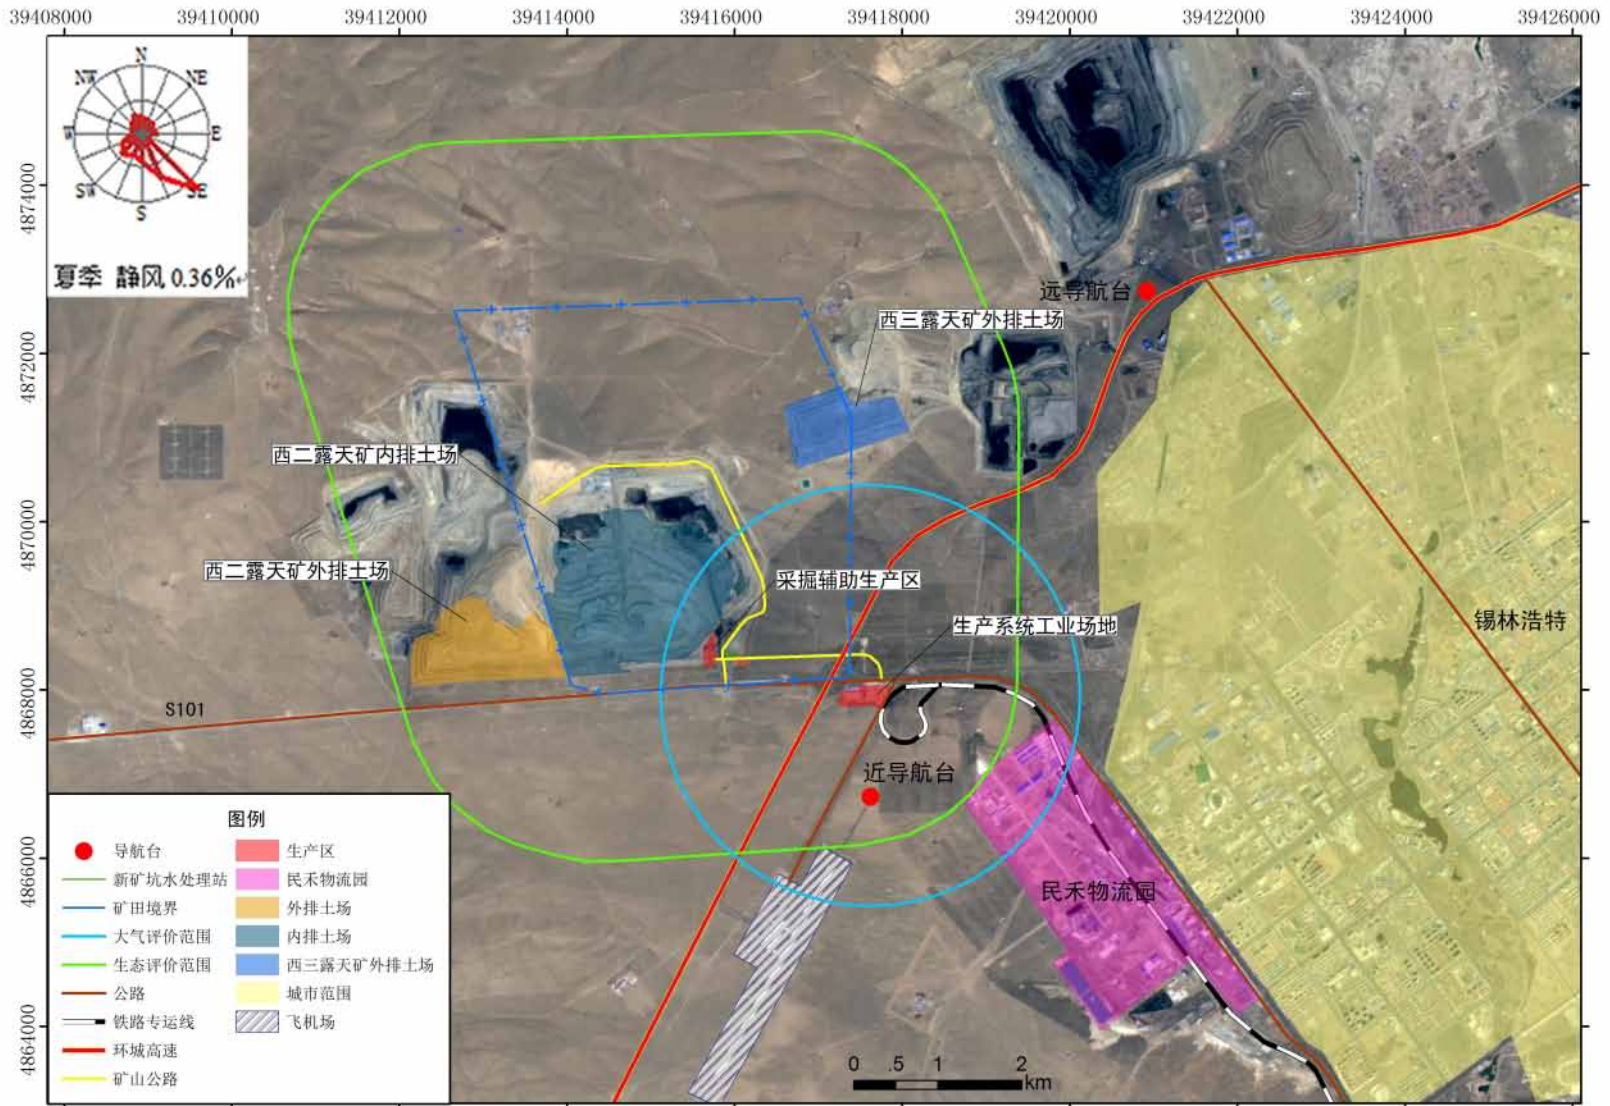 39408000 39410000 39412000 39414000 39416000 39418000 39420000 39422000 39424000 39426000
N
NW
NE
W
E
SW
SE
S
夏季 静风 0.36%
4874000
4872000
4870000
4868000
4866000
4864000
远导航台
西三露天矿外排土场
西二露天矿内排土场
西二露天矿外排土场
采掘辅助生产区
生产系统工业场地
锡林浩特
S101
近导航台
民禾物流园
图例
导航台
新矿坑水处理站
矿田境界
大气评价范围
生态评价范围
公路
铁路专运线
环城高速
矿山公路
生产区
民禾物流园
外排土场
内排土场
西三露天矿外排土场
城市范围
飞机场
0 .5 1 2
km